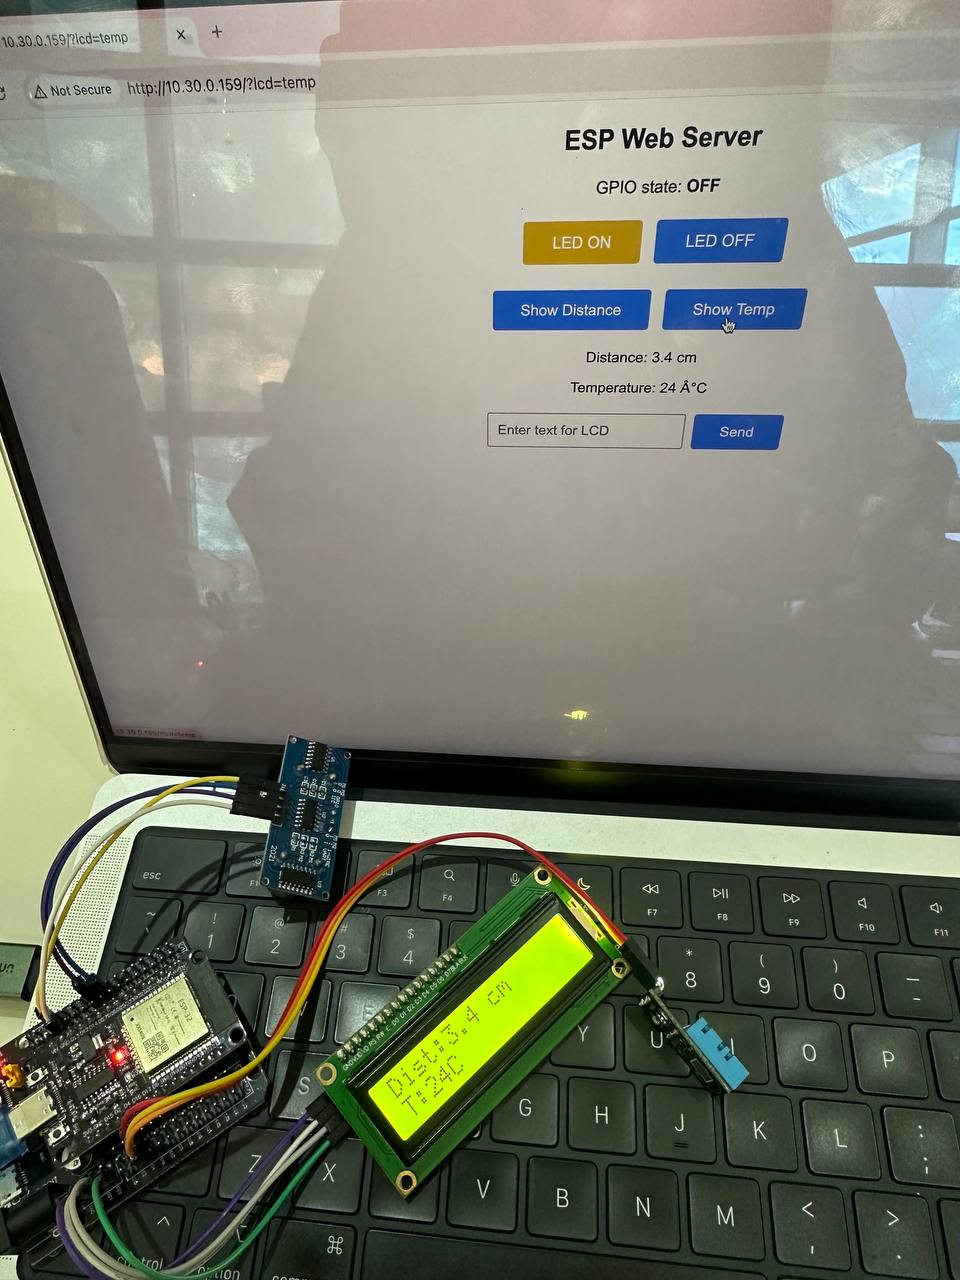 10.30.0.159/?lcd=temp
Not Secure
http://10.30.0.159/?lcd=temp
ESP Web Server
GPIO state: OFF
LED ON
LED OFF
Show Distance
Show Temp
Distance: 3.4 cm
Temperature: 24 Â°C
Enter text for LCD
Send
2021
ESP32
Dist:3.4 cm
T:24C
esc
F1
F3
F4
F7
F8
F9
F10
F11
~
!
1
@
2
#
3
$
4
*
8
(
9
)
0
Y
U
I
O
P
S
G
H
J
K
L
:
;
Z
X
V
B
N
M
<
,
>
.
control
option